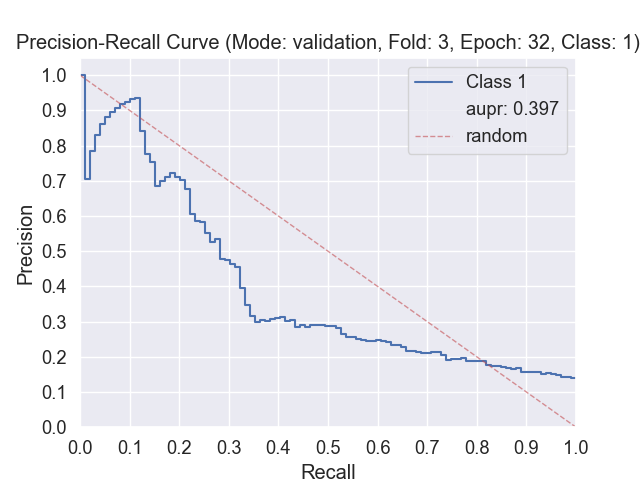 Precision-Recall Curve (Mode: validation, Fold: 3, Epoch: 32, Class: 1)
Class 1
aupr: 0.397
random
Precision
1.0
0.9
0.8
0.7
0.6
0.5
0.4
0.3
0.2
0.1
0.0
0.0 0.1 0.2 0.3 0.4 0.5 0.6 0.7 0.8 0.9 1.0
Recall